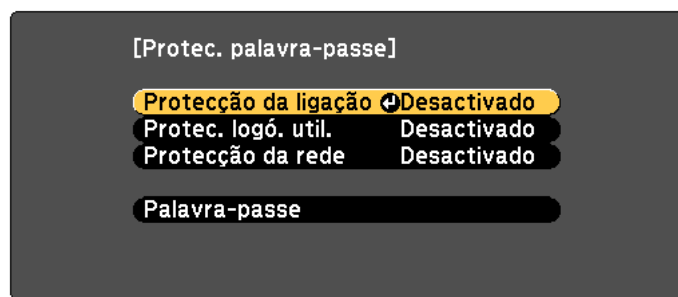 [Protec. palavra-passe]
Protecção da ligação Desactivado
Protec. logó. util. Desactivado
Protecção da rede Desactivado
Palavra-passe